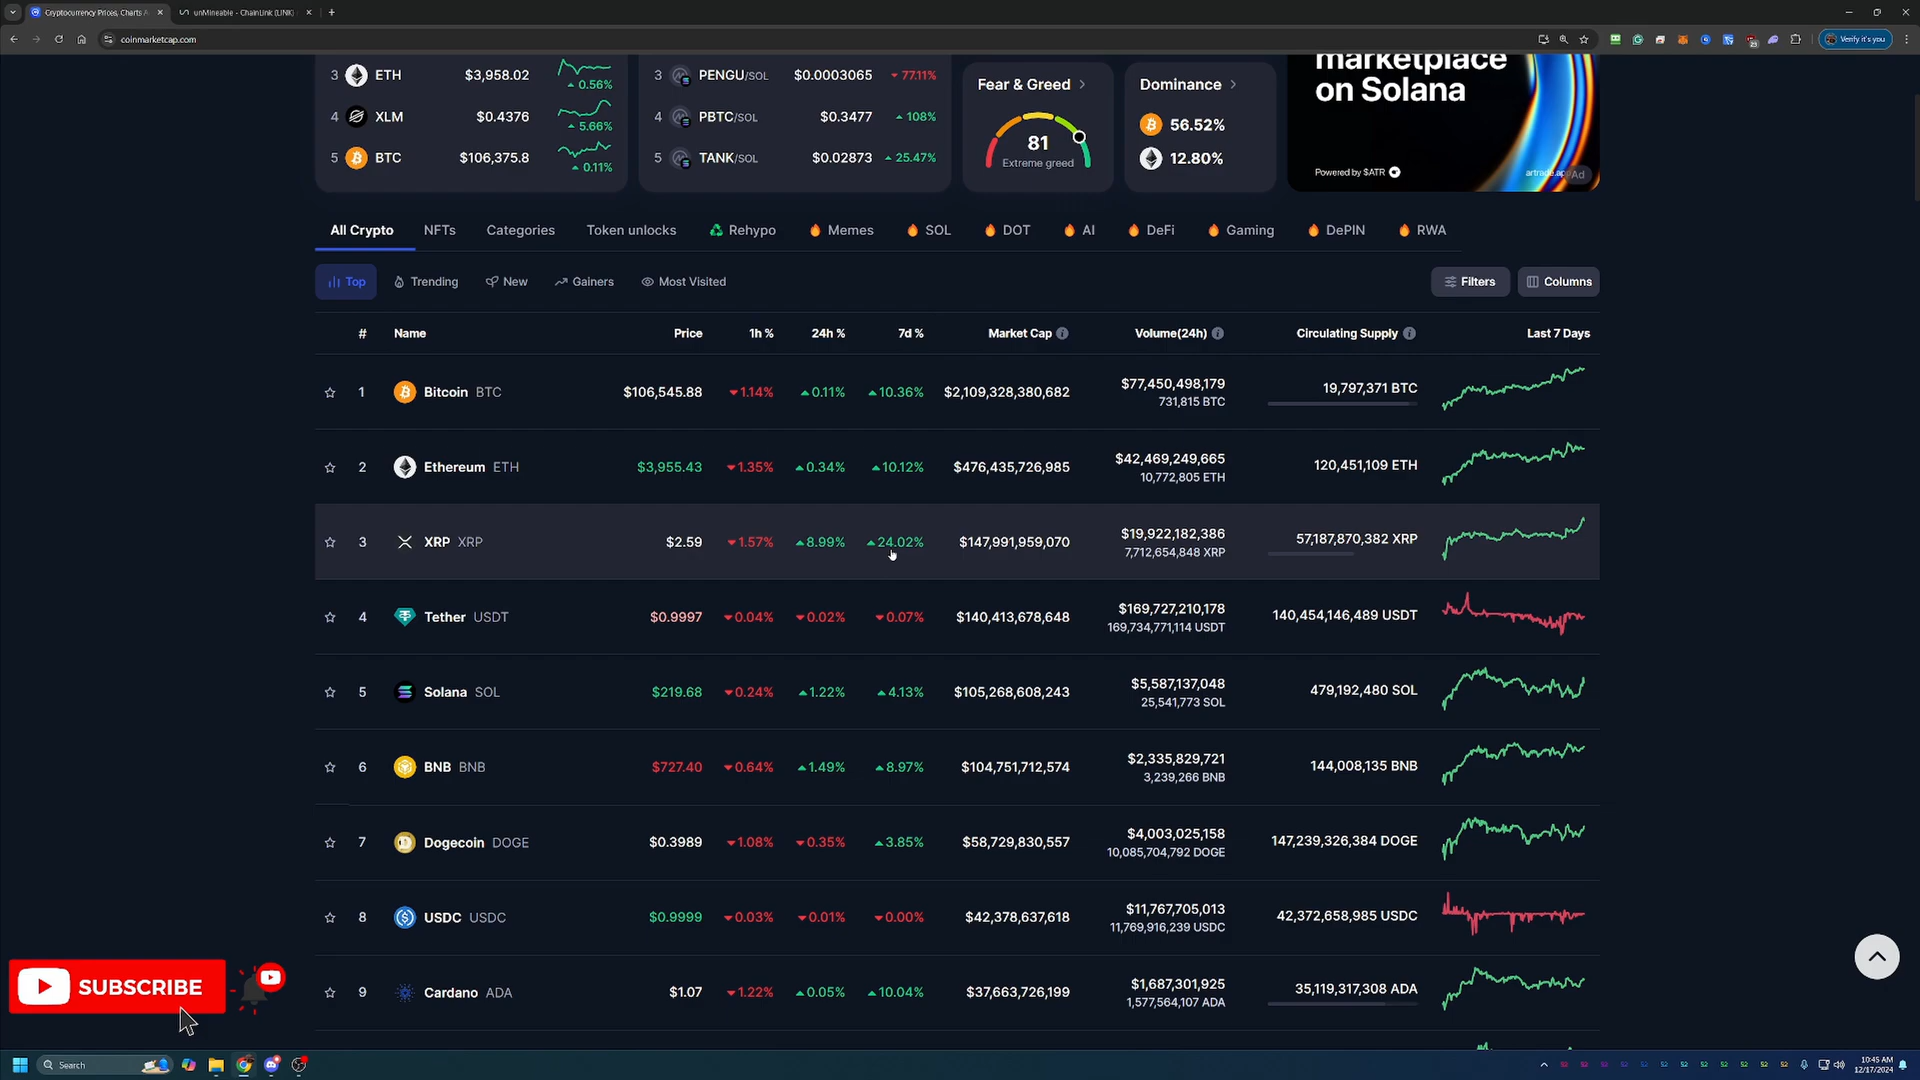 Cryptocurrency Prices, Charts A
unMineable - ChainLink (LINK)
coinmarketcap.com
Verify it's you
3 ETH $3,958.02 0.56%
4 XLM $0.4376 5.66%
5 BTC $106,375.8 0.11%
3 PENGU/SOL $0.0003065 77.11%
4 PBTC/SOL $0.3477 108%
5 TANK/SOL $0.02873 25.47%
Fear & Greed
81
Extreme greed
Dominance
56.52%
12.80%
marketplace
on Solana
Powered by $ATR
artrade.app
Ad
All Crypto NFTs Categories Token unlocks Rehypo Memes SOL DOT AI DeFi Gaming DePIN RWA
Top Trending New Gainers Most Visited Filters Columns
# Name Price 1h % 24h % 7d % Market Cap Volume(24h) Circulating Supply Last 7 Days
1 Bitcoin BTC $106,545.88 1.14% 0.11% 10.36% $2,109,328,380,682 $77,450,498,179 19,797,371 BTC
731,815 BTC
2 Ethereum ETH $3,955.43 1.35% 0.34% 10.12% $476,435,726,985 $42,469,249,665 120,451,109 ETH
10,772,805 ETH
3 XRP XRP $2.59 1.57% 8.99% 24.02% $147,991,959,070 $19,922,182,386 57,187,870,382 XRP
7,712,654,848 XRP
4 Tether USDT $0.9997 0.04% 0.02% 0.07% $140,413,678,648 $169,727,210,178 140,454,146,489 USDT
169,734,771,114 USDT
5 Solana SOL $219.68 0.24% 1.22% 4.13% $105,268,608,243 $5,587,137,048 479,192,480 SOL
25,541,773 SOL
6 BNB BNB $727.40 0.64% 1.49% 8.97% $104,751,712,574 $2,335,829,721 144,008,135 BNB
3,239,266 BNB
7 Dogecoin DOGE $0.3989 1.08% 0.35% 3.85% $58,729,830,557 $4,003,025,158 147,239,326,384 DOGE
10,085,704,792 DOGE
8 USDC USDC $0.9999 0.03% 0.01% 0.00% $42,378,637,618 $11,767,705,013 42,372,658,985 USDC
11,769,916,239 USDC
9 Cardano ADA $1.07 1.22% 0.05% 10.04% $37,663,726,199 $1,687,301,925 35,119,317,308 ADA
1,577,564,107 ADA
SUBSCRIBE
Search
10:45 AM
12/17/2024